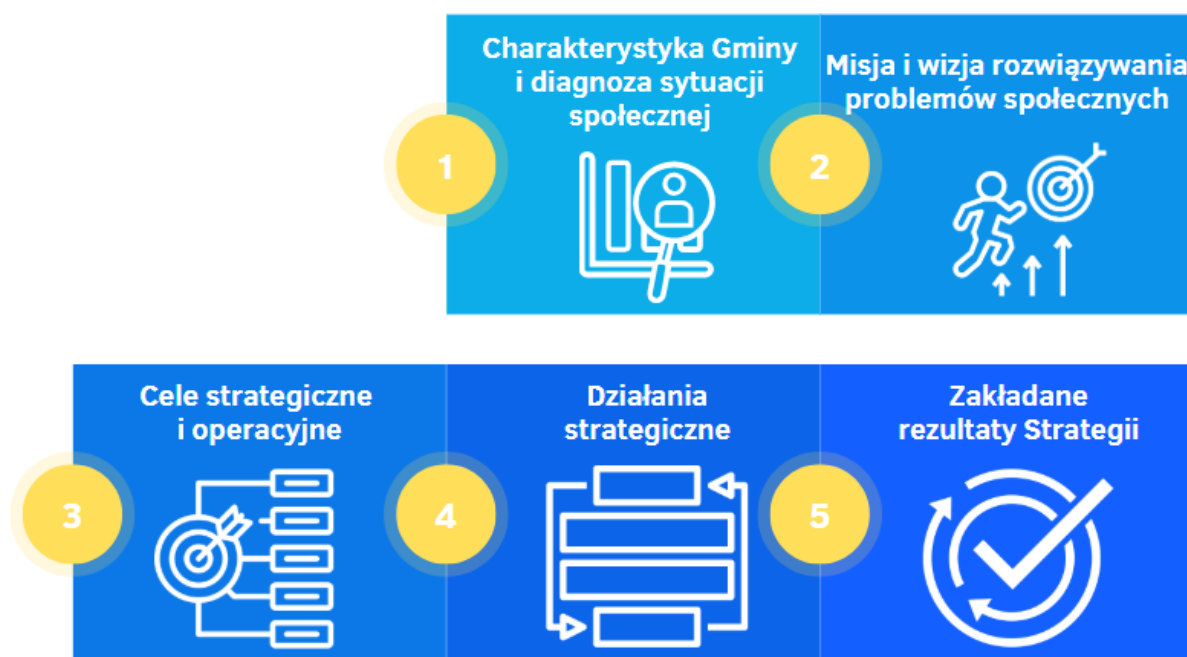 1
Charakterystyka Gminy
i diagnoza sytuacji
społecznej
2
Misja i wizja rozwiązywania
problemów społecznych
3
Cele strategiczne
i operacyjne
4
Działania
strategiczne
5
Zakładane
rezultaty Strategii